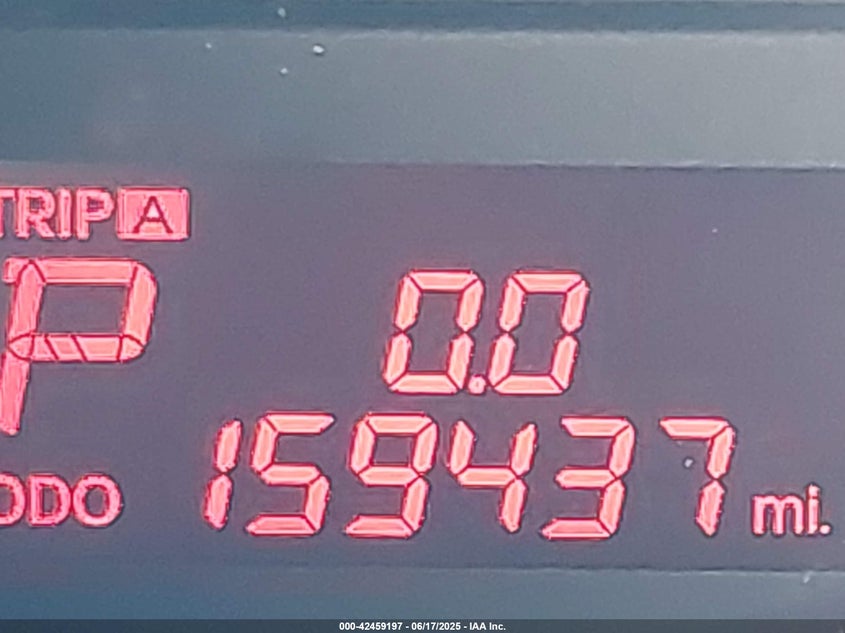 TRIP A
P
0.0
ODO 159437 mi.
000-42459197 - 06/17/2025 - IAA Inc.